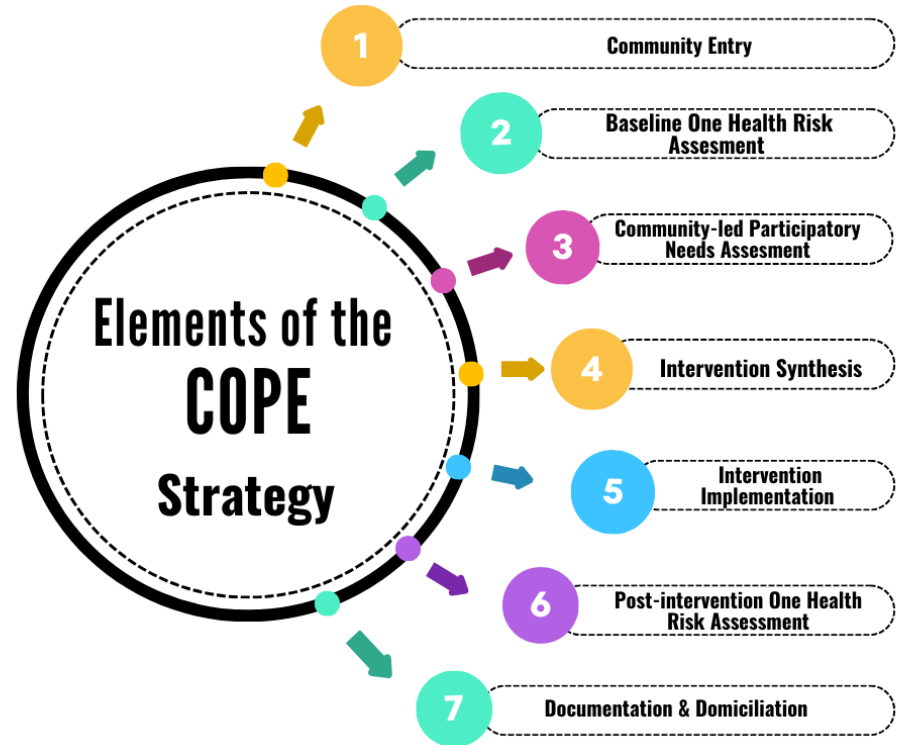 Elements of the
COPE
Strategy
1
Community Entry
2
Baseline One Health Risk
Assesment
3
Community-led Participatory
Needs Assesment
4
Intervention Synthesis
5
Intervention
Implementation
6
Post-intervention One Health
Risk Assessment
7
Documentation & Domiciliation